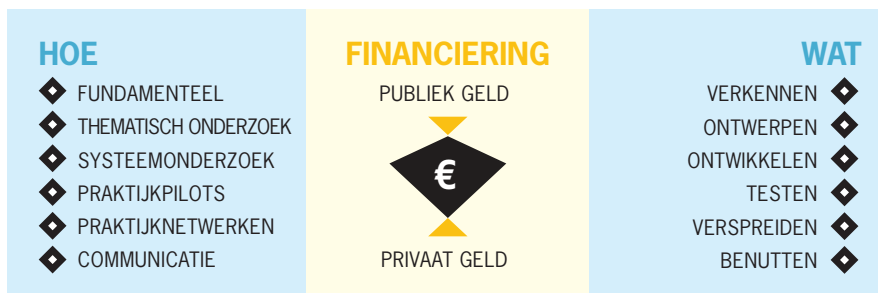 HOE
FUNDAMENTEEL
THEMATISCH ONDERZOEK
SYSTEEMONDERZOEK
PRAKTIJKPILOTS
PRAKTIJKNETWERKEN
COMMUNICATIE
FINANCIERING
PUBLIEK GELD
€
PRIVAAT GELD
WAT
VERKENNEN
ONTWERPEN
ONTWIKKELEN
TESTEN
VERSPREIDEN
BENUTTEN